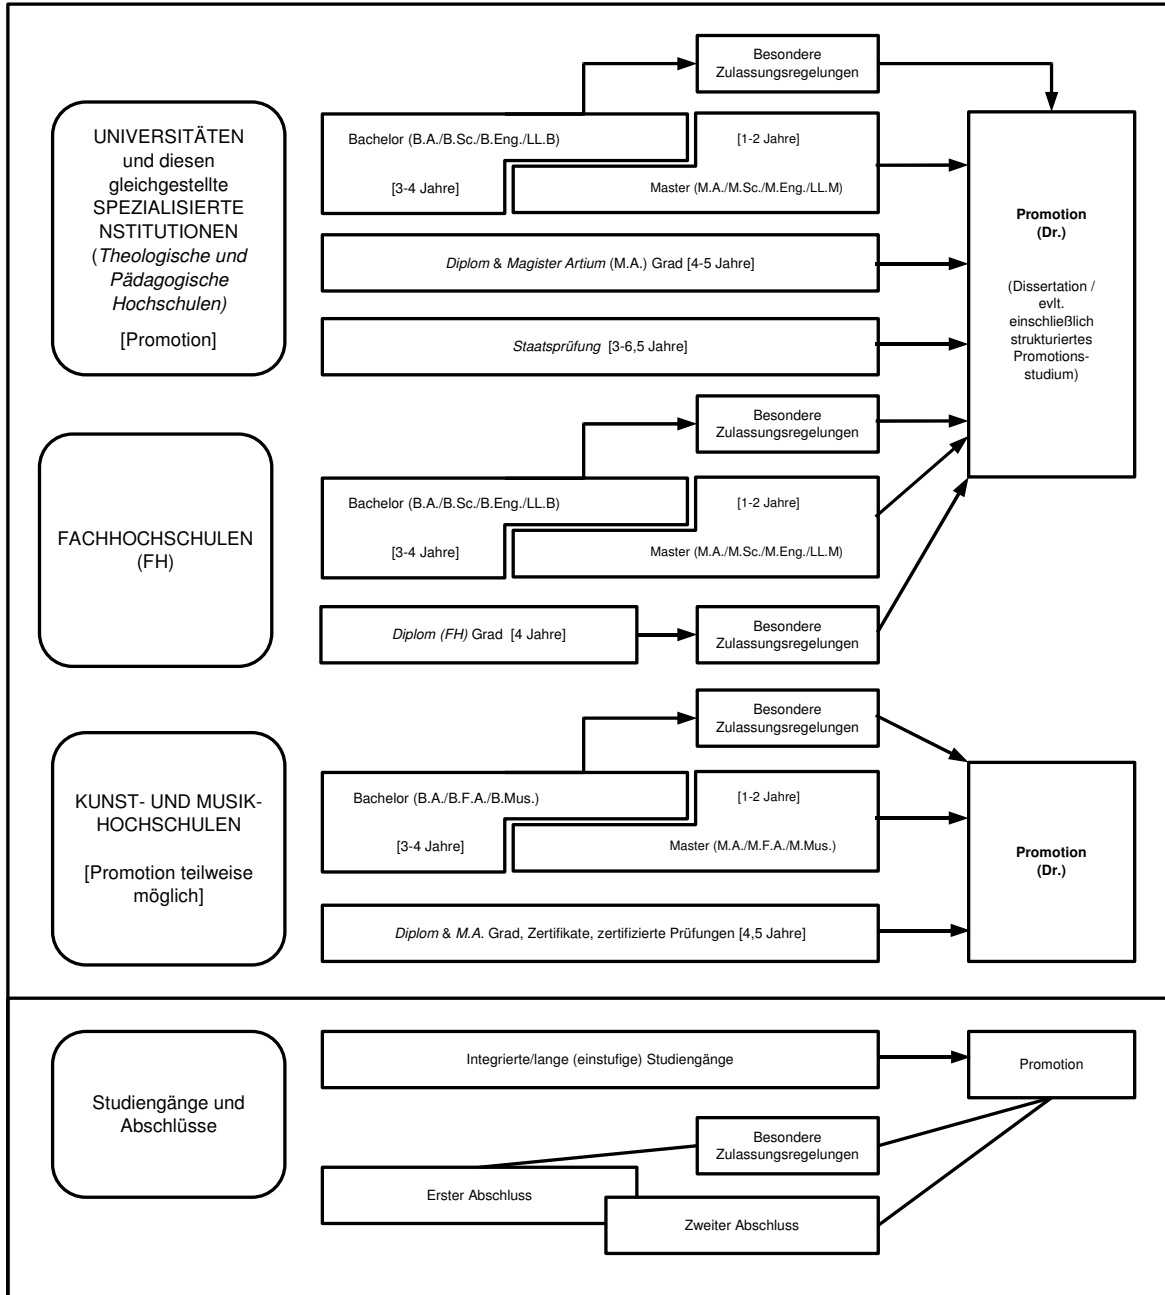 Besondere
Zulassungsregelungen
UNIVERSITÄTEN
und diesen
gleichgestellte
SPEZIALISIERTE
NSTITUTIONEN
(Theologische und
Pädagogische
Hochschulen)
[Promotion]
Bachelor (B.A./B.Sc./B.Eng./LL.B)
[3-4 Jahre]
[1-2 Jahre]
Master (M.A./M.Sc./M.Eng./LL.M)
Diplom & Magister Artium (M.A.) Grad [4-5 Jahre]
Staatsprüfung [3-6,5 Jahre]
Promotion
(Dr.)
(Dissertation /
evlt.
einschließlich
strukturiertes
Promotions-
studium)
FACHHOCHSCHULEN
(FH)
Besondere
Zulassungsregelungen
Bachelor (B.A./B.Sc./B.Eng./LL.B)
[3-4 Jahre]
[1-2 Jahre]
Master (M.A./M.Sc./M.Eng./LL.M)
Diplom (FH) Grad [4 Jahre]
Besondere
Zulassungsregelungen
KUNST- UND MUSIK-
HOCHSCHULEN
[Promotion teilweise
möglich]
Besondere
Zulassungsregelungen
Bachelor (B.A./B.F.A./B.Mus.)
[3-4 Jahre]
[1-2 Jahre]
Master (M.A./M.F.A./M.Mus.)
Diplom & M.A. Grad, Zertifikate, zertifizierte Prüfungen [4,5 Jahre]
Promotion
(Dr.)
Studiengänge und
Abschlüsse
Integrierte/lange (einstufige) Studiengänge
Promotion
Besondere
Zulassungsregelungen
Erster Abschluss
Zweiter Abschluss